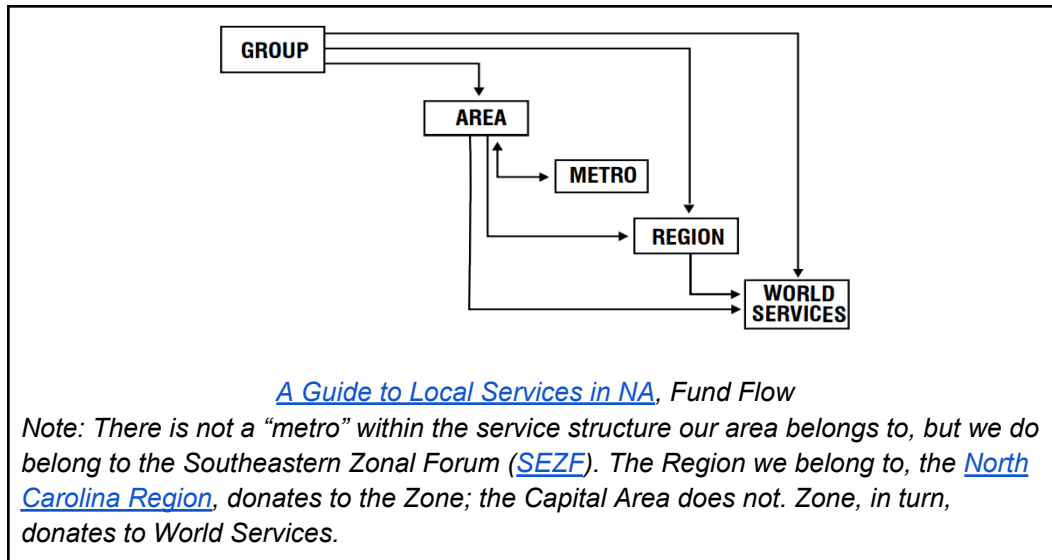 GROUP
AREA
METRO
REGION
WORLD
SERVICES
A Guide to Local Services in NA, Fund Flow
Note: There is not a “metro” within the service structure our area belongs to, but we do
belong to the Southeastern Zonal Forum (SEZF). The Region we belong to, the North
Carolina Region, donates to the Zone; the Capital Area does not. Zone, in turn,
donates to World Services.